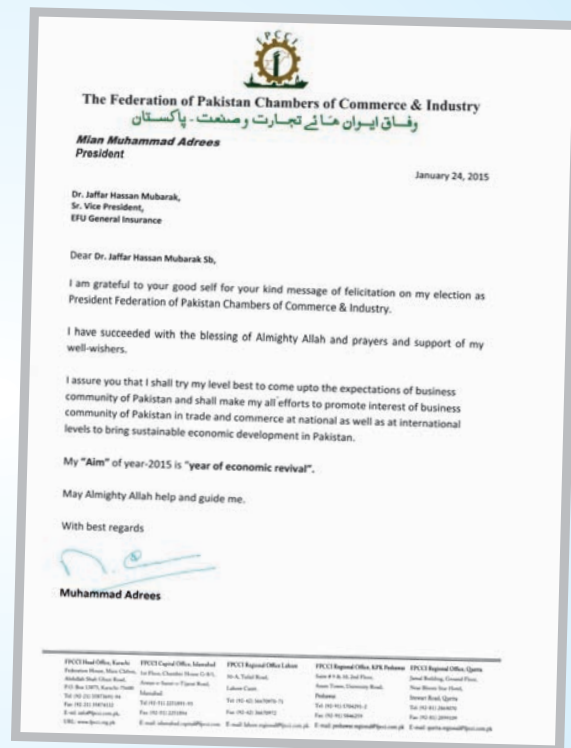 FPCCI
The Federation of Pakistan Chambers of Commerce & Industry
وفاق ایوان ھائے تجارت و صنعت - پاکستان
Mian Muhammad Adrees
President
January 24, 2015
Dr. Jaffar Hassan Mubarak,
Sr. Vice President,
EFU General Insurance
Dear Dr. Jaffar Hassan Mubarak Sb,
I am grateful to your good self for your kind message of felicitation on my election as
President Federation of Pakistan Chambers of Commerce & Industry.
I have succeeded with the blessing of Almighty Allah and prayers and support of my
well-wishers.
I assure you that I shall try my level best to come upto the expectations of business
community of Pakistan and shall make my all efforts to promote interest of business
community of Pakistan in trade and commerce at national as well as at international
levels to bring sustainable economic development in Pakistan.
My "Aim" of year-2015 is "year of economic revival".
May Almighty Allah help and guide me.
With best regards
Muhammad Adrees
FPCCI Head Office, Karachi
FPCCI Capital Office, Islamabad
FPCCI Regional Office Lahore
FPCCI Regional Office, KPK Peshawar
FPCCI Regional Office, Quetta